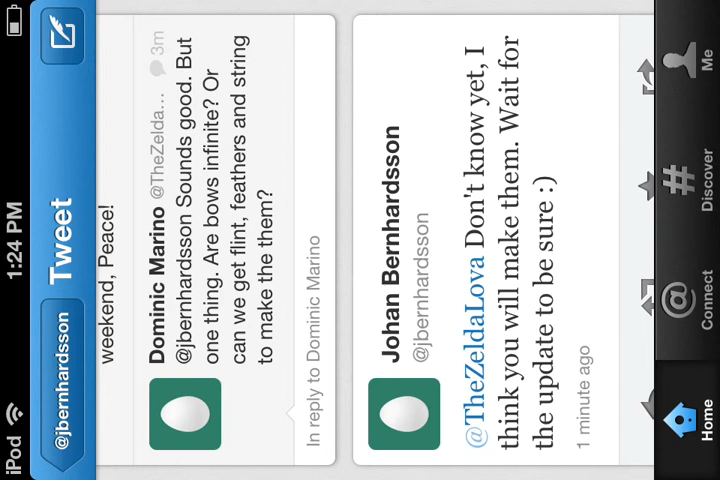 iPod 1:24 PM
@jbernhardsson Tweet
weekend, Peace!
Dominic Marino @TheZelda... 3m
@jbernhardsson Sounds good. But
one thing. Are bows infinite? Or
can we get flint, feathers and string
to make the them?
In reply to Dominic Marino
Johan Bernhardsson
@jbernhardsson
@TheZeldaLova Don't know yet, I
think you will make them. Wait for
the update to be sure :)
1 minute ago
Home Connect Discover Me